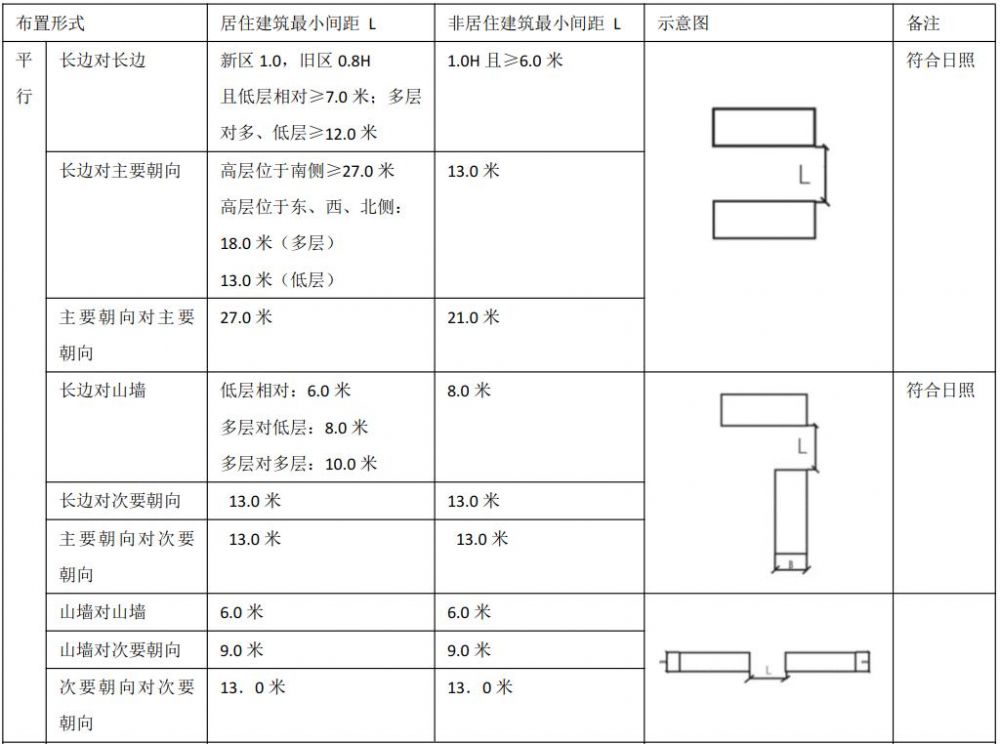 布置形式 居住建筑最小间距 L 非居住建筑最小间距 L 示意图 备注
平行
长边对长边
新区 1.0，旧区 0.8H
且低层相对≥7.0 米；多层
对多、低层≥12.0 米
1.0H 且≥6.0 米
L
符合日照
长边对主要朝向
高层位于南侧≥27.0 米
高层位于东、西、北侧：
18.0 米（多层）
13.0 米（低层）
13.0 米
主要朝向对主要
朝向
27.0 米
21.0 米
长边对山墙
低层相对：6.0 米
多层对低层：8.0 米
多层对多层：10.0 米
8.0 米
L
符合日照
长边对次要朝向
13.0 米
13.0 米
主要朝向对次要
朝向
13.0 米
13.0 米
山墙对山墙
6.0 米
6.0 米
L
山墙对次要朝向
9.0 米
9.0 米
次要朝向对次要
朝向
13．0 米
13．0 米